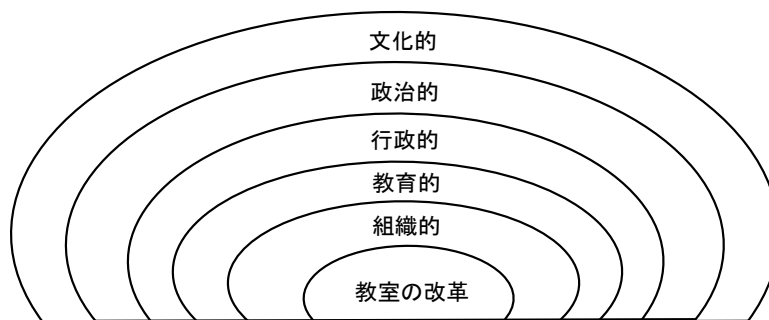 文化的
政治的
行政的
教育的
組織的
教室の改革